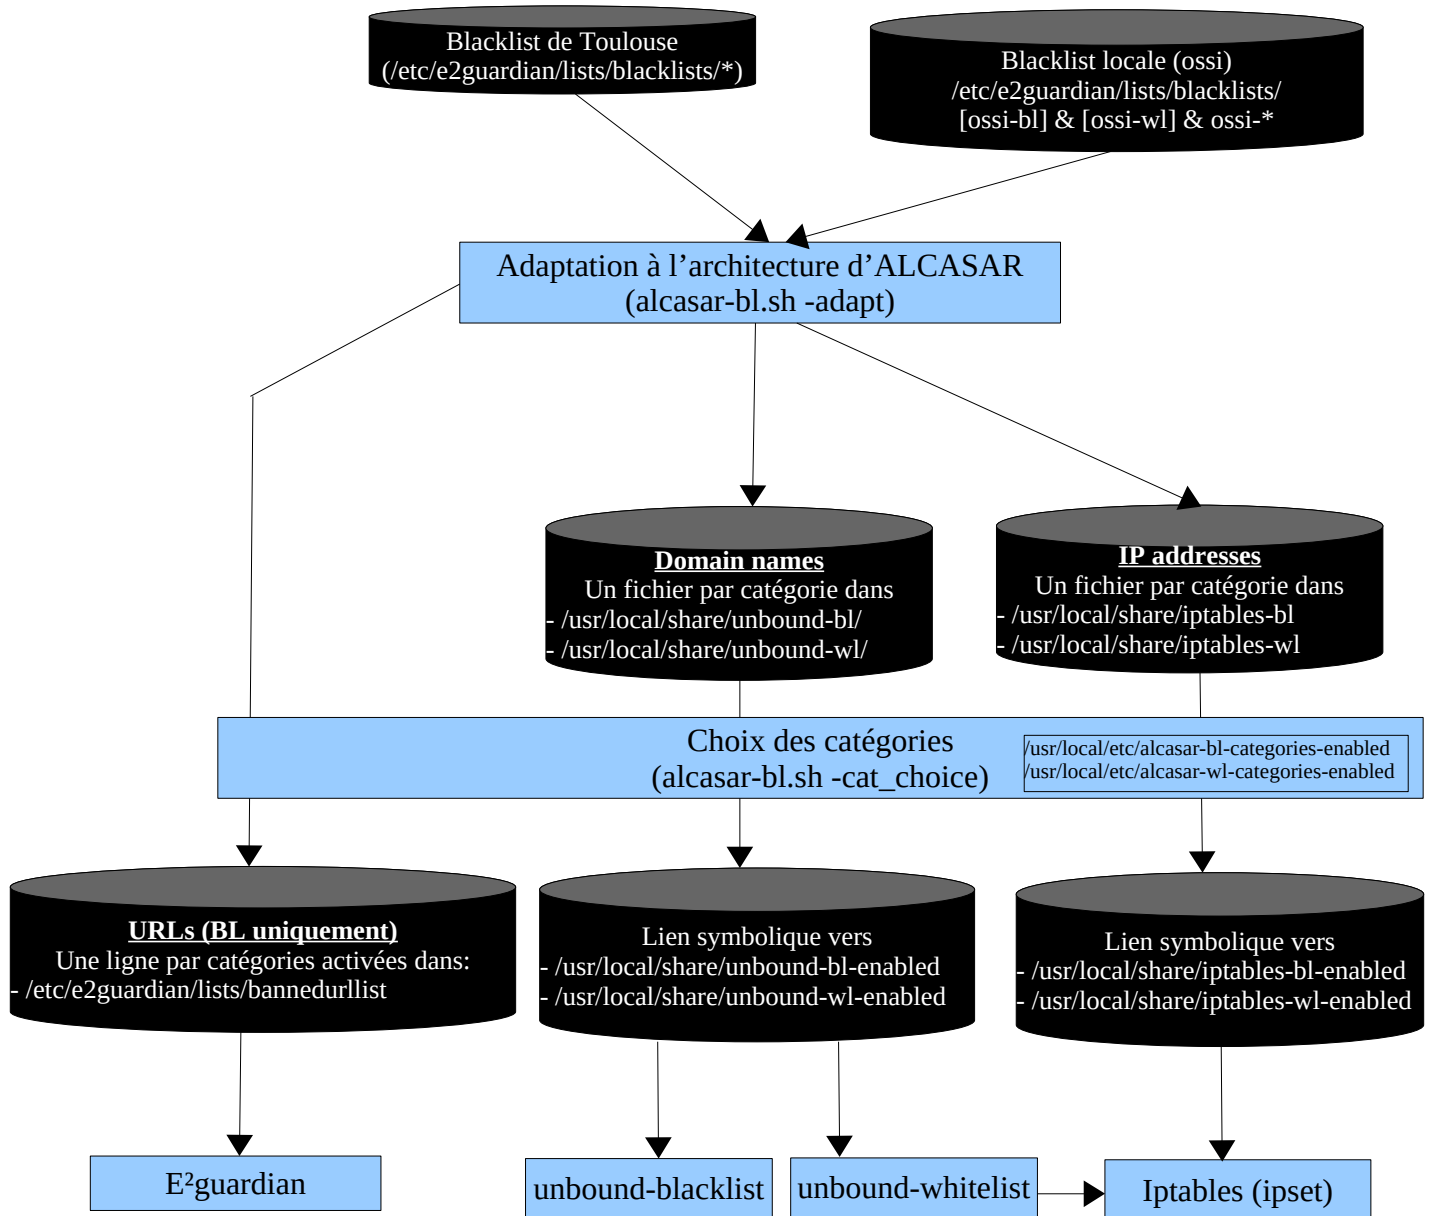 Blacklist de Toulouse
(/etc/e2guardian/lists/blacklists/*)
Blacklist locale (ossi)
/etc/e2guardian/lists/blacklists/
[ossi-bl] & [ossi-wl] & ossi-*
Adaptation à l’architecture d’ALCASAR
(alcasar-bl.sh -adapt)
Domain names
Un fichier par catégorie dans
- /usr/local/share/unbound-bl/
- /usr/local/share/unbound-wl/
IP addresses
Un fichier par catégorie dans
- /usr/local/share/iptables-bl
- /usr/local/share/iptables-wl
Choix des catégories
(alcasar-bl.sh -cat_choice)
/usr/local/etc/alcasar-bl-categories-enabled
/usr/local/etc/alcasar-wl-categories-enabled
URLs (BL uniquement)
Une ligne par catégories activées dans:
- /etc/e2guardian/lists/bannedurllist
Lien symbolique vers
- /usr/local/share/unbound-bl-enabled
- /usr/local/share/unbound-wl-enabled
Lien symbolique vers
- /usr/local/share/iptables-bl-enabled
- /usr/local/share/iptables-wl-enabled
E²guardian
unbound-blacklist
unbound-whitelist
Iptables (ipset)